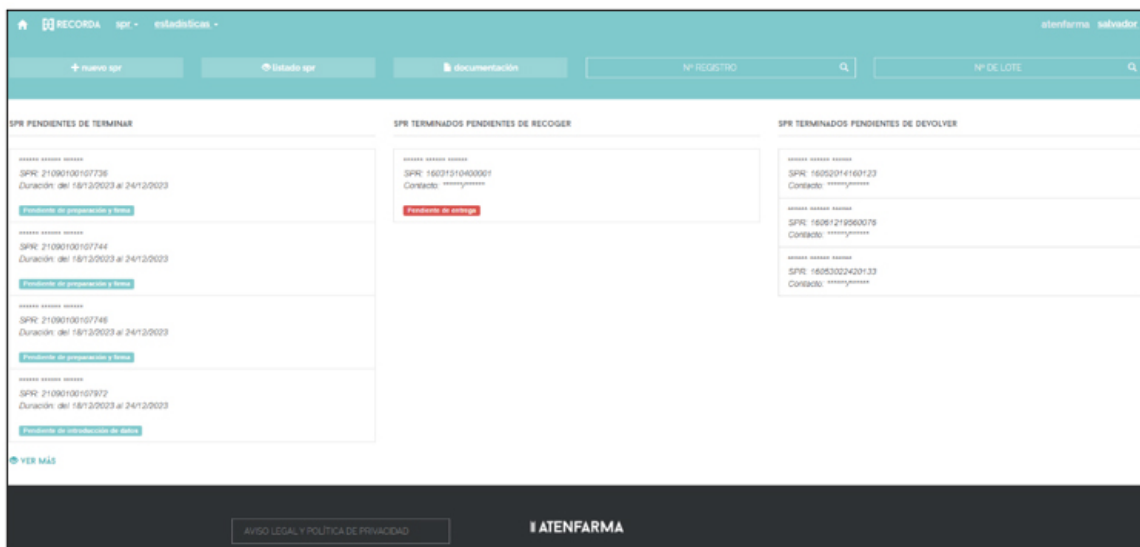 RECORDA spr estadísticas
atenfarma salvador
nuevo spr
listado spr
documentación
Nº REGISTRO
Nº DE LOTE
SPR PENDIENTES DE TERMINAR
****** ****** ******
SPR: 21090100107736
Duración: del 18/12/2023 al 24/12/2023
Pendiente de preparación y firma
****** ****** ******
SPR: 21090100107744
Duración: del 18/12/2023 al 24/12/2023
Pendiente de preparación y firma
****** ****** ******
SPR: 21090100107746
Duración: del 18/12/2023 al 24/12/2023
Pendiente de preparación y firma
****** ****** ******
SPR: 21090100107972
Duración: del 18/12/2023 al 24/12/2023
Pendiente de introducción de datos
VER MÁS
SPR TERMINADOS PENDIENTES DE RECOGER
****** ****** ******
SPR: 16031510400001
Contacto: ******/******
Pendiente de entrega
SPR TERMINADOS PENDIENTES DE DEVOLVER
****** ****** ******
SPR: 16052014160123
Contacto: ******/******
****** ****** ******
SPR: 16061219560076
Contacto: ******/******
****** ****** ******
SPR: 16053022420133
Contacto: ******/******
AVISO LEGAL Y POLÍTICA DE PRIVACIDAD
ATENFARMA